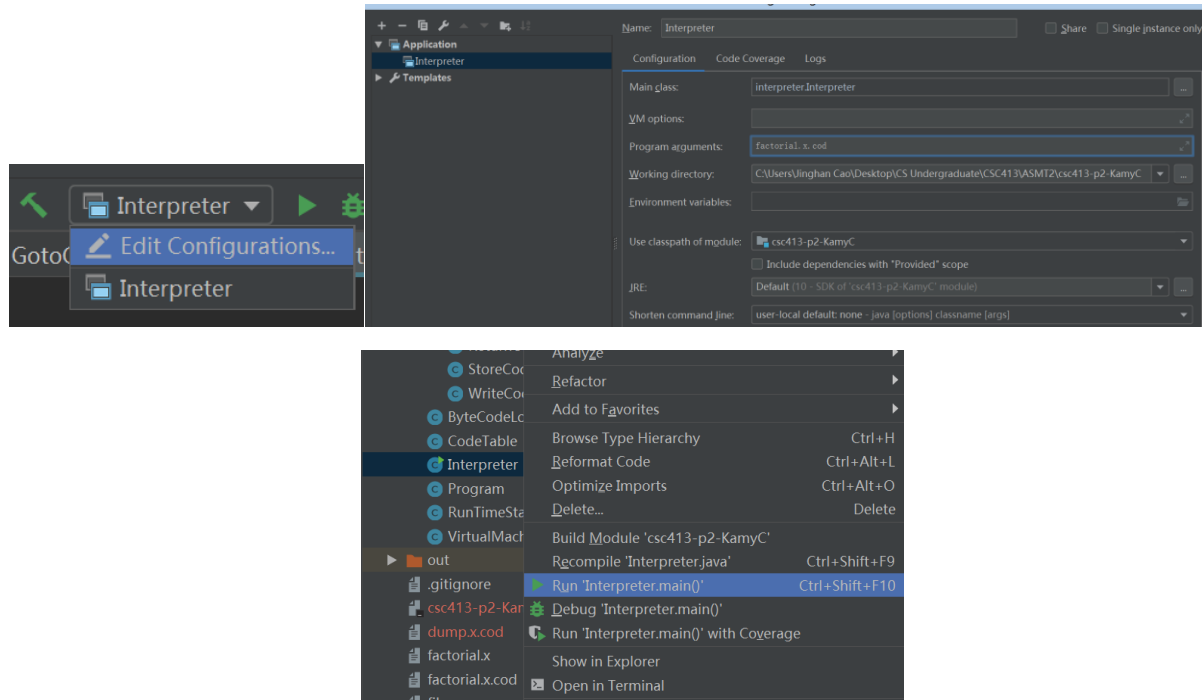 Interpreter
Goto
Edit Configurations...
t
Interpreter
Application
Interpreter
Templates
Name: Interpreter
Share
Single instance only
Configuration Code Coverage Logs
Main class: interpreter.Interpreter
...
VM options:
Program arguments: factorial.x.cod
Working directory: C:\Users\Jinghan Cao\Desktop\CS Undergraduate\CSC413\ASMT2\csc413-p2-KamyC
...
Environment variables:
Use classpath of module: csc413-p2-KamyC
Include dependencies with "Provided" scope
JRE: Default (10 - SDK of 'csc413-p2-KamyC' module)
...
Shorten command line: user-local default: none - java [options] classname [args]
StoreCod
WriteCo
ByteCodeLo
CodeTable
Interpreter
Program
RunTimeSta
VirtualMach
out
.gitignore
csc413-p2-Kar
dump.x.cod
factorial.x
factorial.x.cod
Analyze
Refactor
Add to Favorites
Browse Type Hierarchy Ctrl+H
Reformat Code Ctrl+Alt+L
Optimize Imports Ctrl+Alt+O
Delete... Delete
Build Module 'csc413-p2-KamyC'
Recompile 'Interpreter.java' Ctrl+Shift+F9
Run 'Interpreter.main()' Ctrl+Shift+F10
Debug 'Interpreter.main()'
Run 'Interpreter.main()' with Coverage
Show in Explorer
Open in Terminal